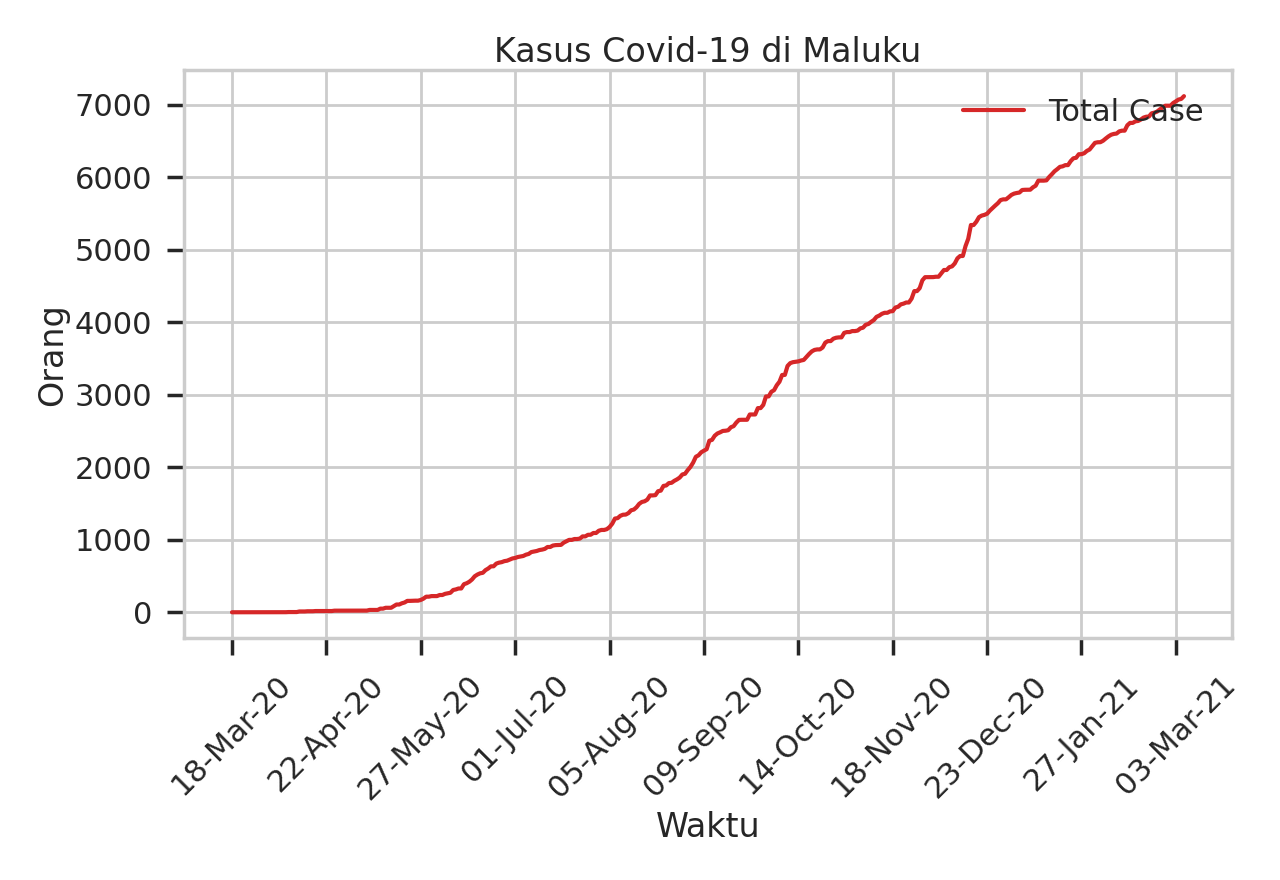 Kasus Covid-19 di Maluku
Total Case
Orang
7000
6000
5000
4000
3000
2000
1000
0
18-Mar-20
22-Apr-20
27-May-20
01-Jul-20
05-Aug-20
09-Sep-20
14-Oct-20
18-Nov-20
23-Dec-20
27-Jan-21
03-Mar-21
Waktu